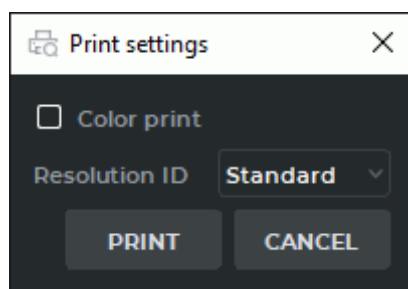 Print settings
Color print
Resolution ID Standard
PRINT CANCEL